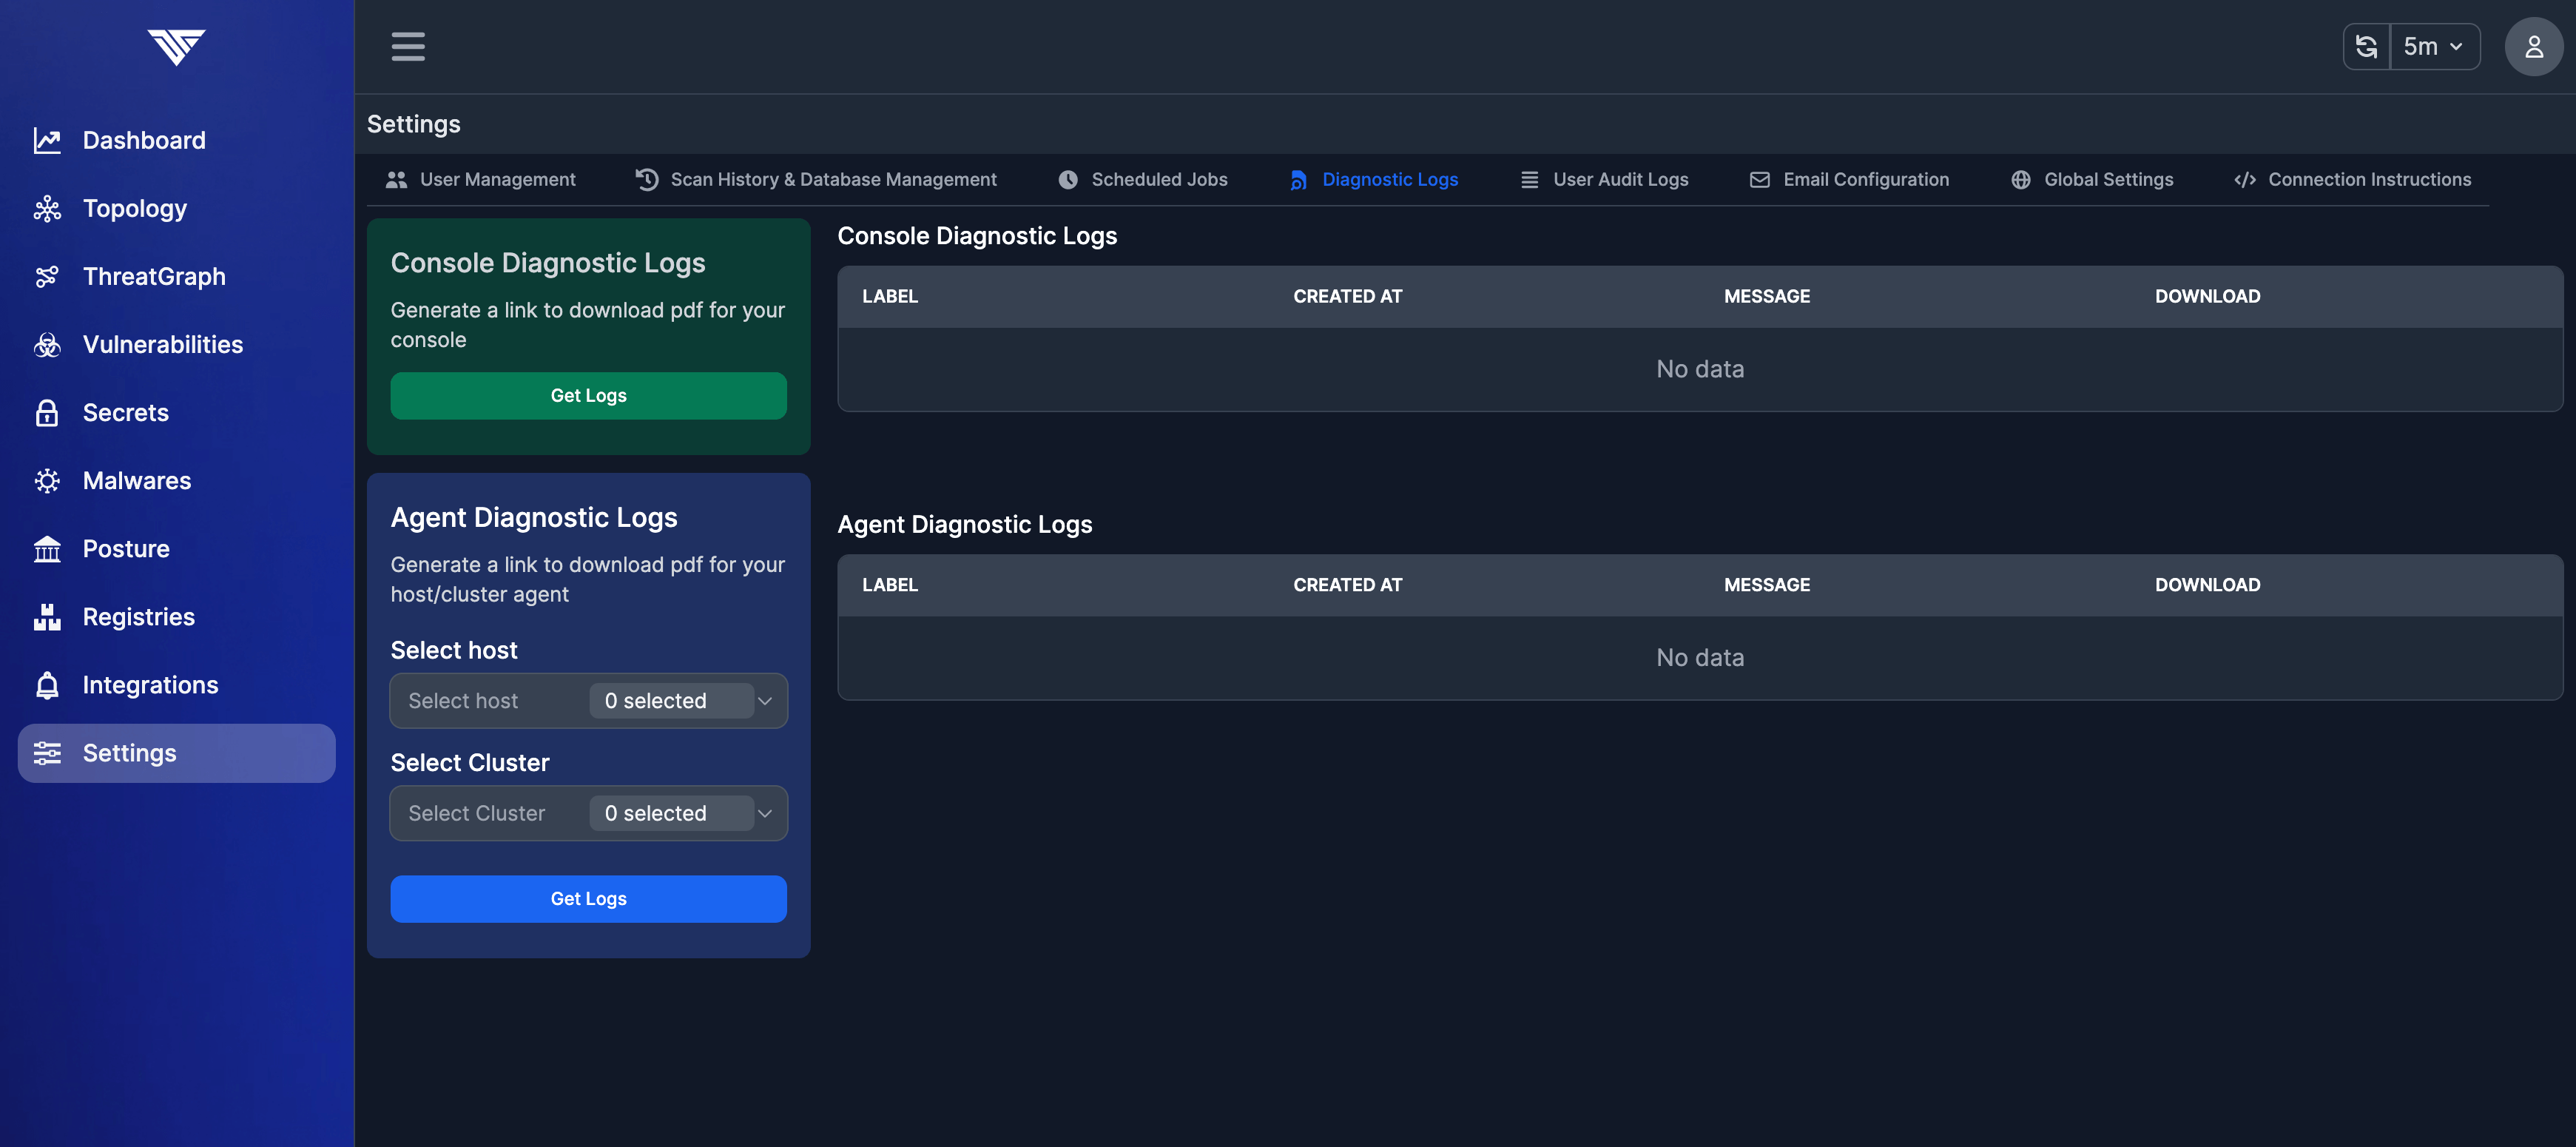 5m
Dashboard
Topology
ThreatGraph
Vulnerabilities
Secrets
Malwares
Posture
Registries
Integrations
Settings
Settings
User Management
Scan History & Database Management
Scheduled Jobs
Diagnostic Logs
User Audit Logs
Email Configuration
Global Settings
Connection Instructions
Console Diagnostic Logs
Generate a link to download pdf for your
console
Get Logs
Agent Diagnostic Logs
Generate a link to download pdf for your
host/cluster agent
Select host
Select host 0 selected
Select Cluster
Select Cluster 0 selected
Get Logs
Console Diagnostic Logs
LABEL CREATED AT MESSAGE DOWNLOAD
No data
Agent Diagnostic Logs
LABEL CREATED AT MESSAGE DOWNLOAD
No data